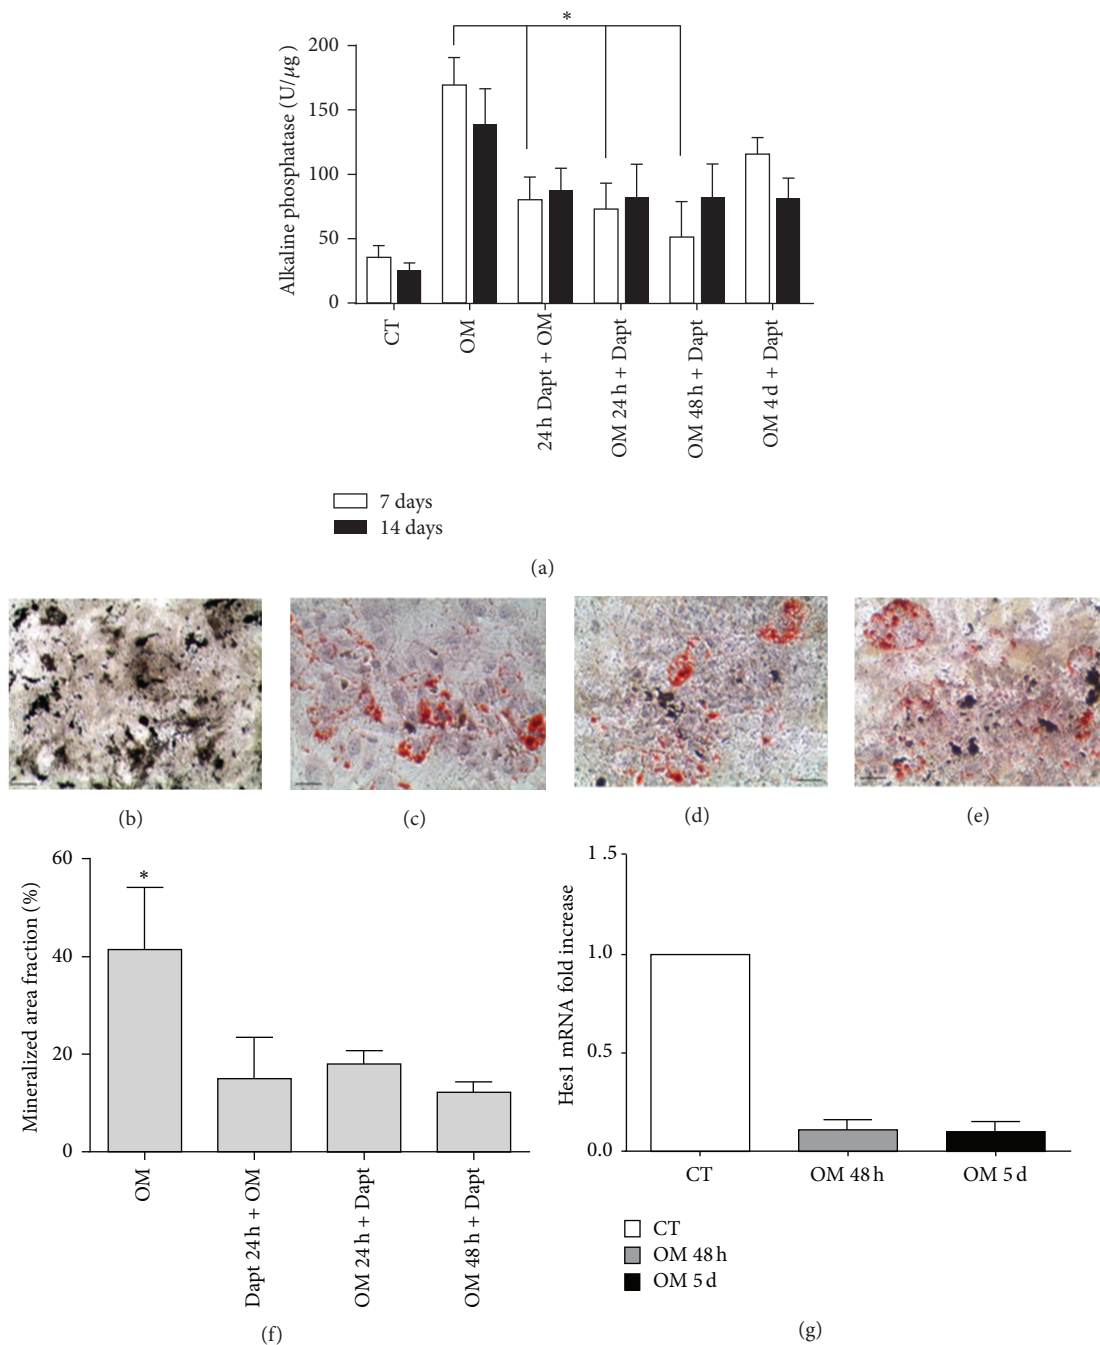 *
Alkaline phosphatase (U/μg)
200
150
100
50
0
CT
OM
24 h Dapt + OM
OM 24 h + Dapt
OM 48 h + Dapt
OM 4 d + Dapt
7 days
14 days
(a)
(b)
(c)
(d)
(e)
Mineralized area fraction (%)
60
40
20
0
*
OM
Dapt 24 h + OM
OM 24 h + Dapt
OM 48 h + Dapt
(f)
Hes1 mRNA fold increase
1.5
1.0
0.5
0.0
CT
OM 48 h
OM 5 d
CT
OM 48 h
OM 5 d
(g)